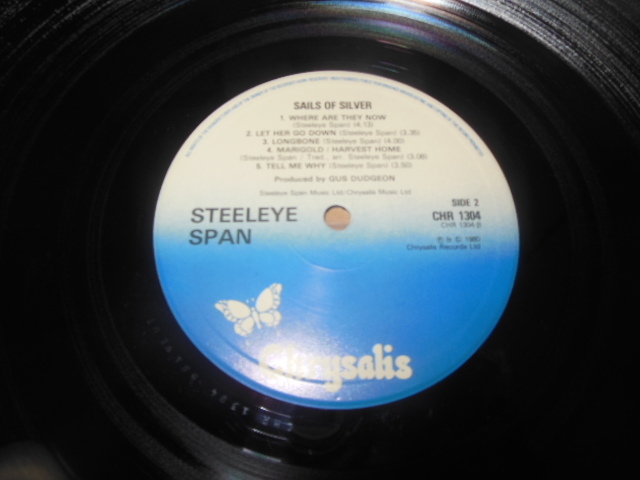 SAILS OF SILVER
1. WHERE ARE THEY NOW
(Steeleye Span) (4.13)
2. LET HER GO DOWN (Steeleye Span) (3.35)
3. LONGBONE (Steeleye Span) (4.00)
4. MARIGOLD / HARVEST HOME
(Steeleye Span / Trad., arr. Steeleye Span) (3.08)
5. TELL ME WHY (Steeleye Span) (3.50)
Produced by GUS DUDGEON
Steeleye Span Music Ltd/Chrysalis Music Ltd
STEELEYE
SPAN
SIDE 2
CHR 1304
CHR 1304 B
℗ & © 1980
Chrysalis Records Ltd
Chrysalis